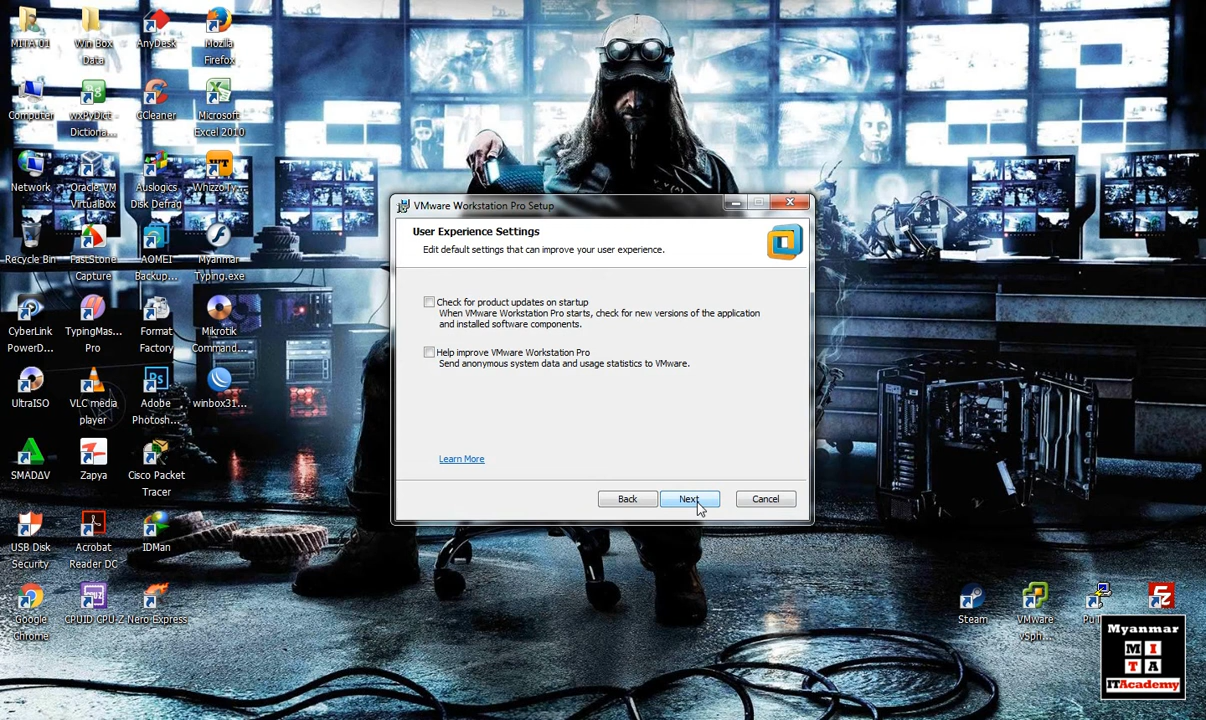 MITA-01
Win Box
Data
AnyDesk
Mozilla
Firefox
Computer
wxPyDict -
Dictiona...
CCleaner
Microsoft
Excel 2010
Network
Oracle VM
VirtualBox
Auslogics
Disk Defrag
WhizzoTy...
Recycle Bin
FastStone
Capture
AOMEI
Backup...
Myanmar
Typing.exe
CyberLink
PowerD...
TypingMas...
Pro
Format
Factory
Mikrotik
Command...
UltraISO
VLC media
player
Adobe
Photosh...
winbox31...
SMADAV
Zapya
Cisco Packet
Tracer
USB Disk
Security
Acrobat
Reader DC
IDMan
Google
Chrome
CPUID CPU-Z
Nero Express
VMware Workstation Pro Setup
User Experience Settings
Edit default settings that can improve your user experience.
Check for product updates on startup
When VMware Workstation Pro starts, check for new versions of the application
and installed software components.
Help improve VMware Workstation Pro
Send anonymous system data and usage statistics to VMware.
Learn More
Back
Next
Cancel
Steam
VMware
vSph...
Myanmar
M I
T A
ITAcademy